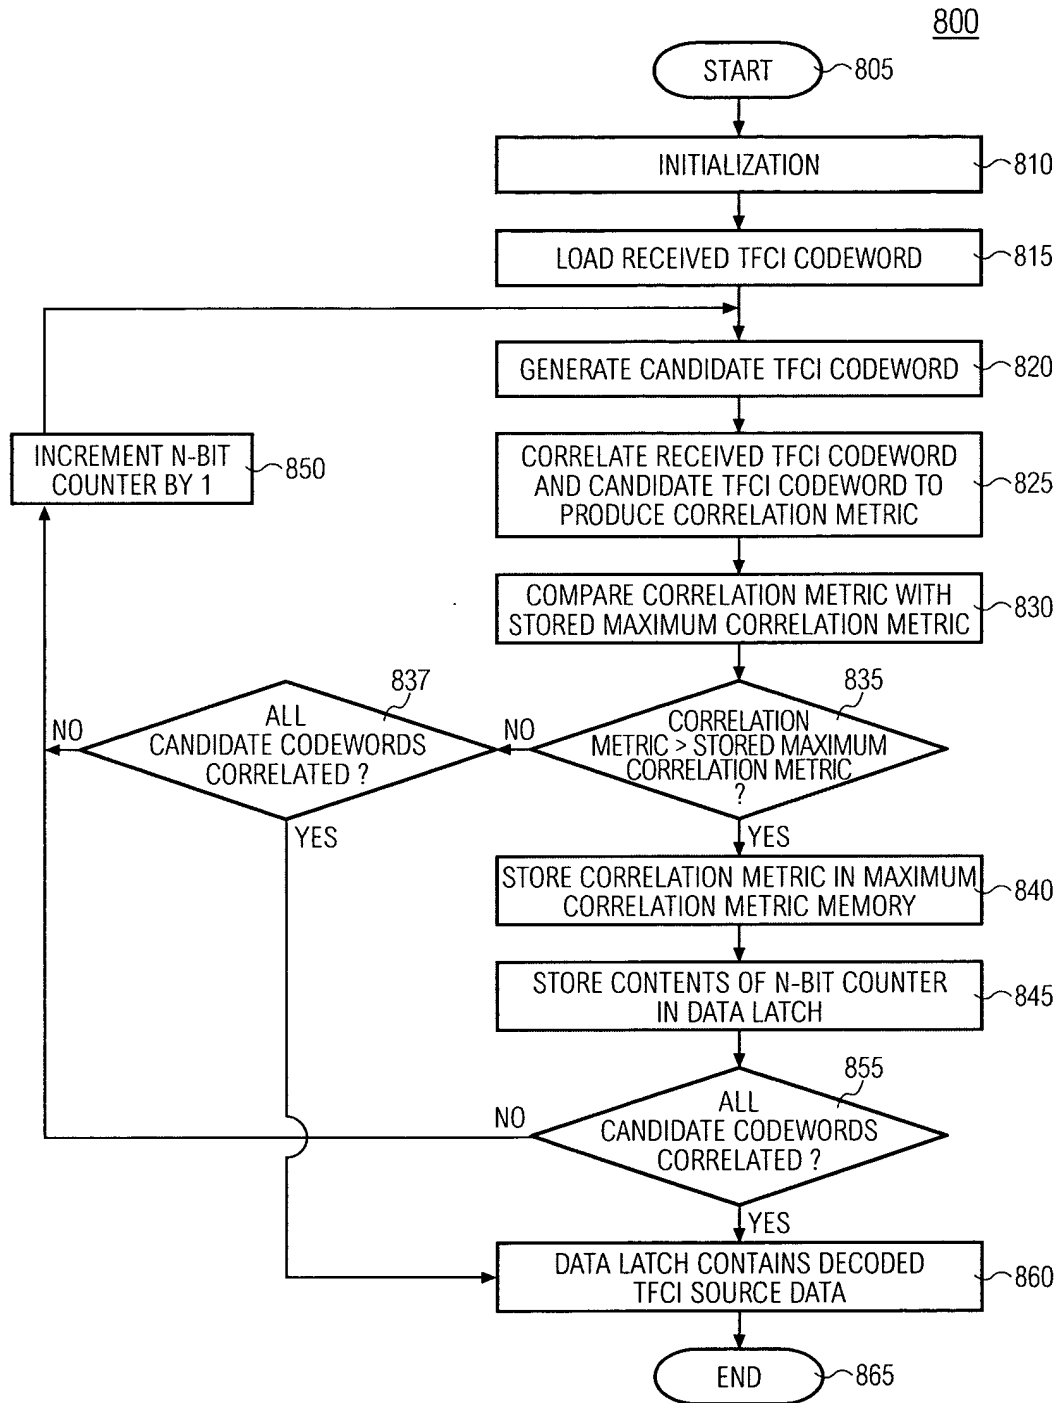 800
START
805
INITIALIZATION
810
LOAD RECEIVED TFCI CODEWORD
815
GENERATE CANDIDATE TFCI CODEWORD
820
INCREMENT N-BIT
COUNTER BY 1
850
CORRELATE RECEIVED TFCI CODEWORD
AND CANDIDATE TFCI CODEWORD TO
PRODUCE CORRELATION METRIC
825
COMPARE CORRELATION METRIC WITH
STORED MAXIMUM CORRELATION METRIC
830
835
CORRELATION
METRIC > STORED MAXIMUM
CORRELATION METRIC
?
NO
YES
837
ALL
CANDIDATE CODEWORDS
CORRELATED ?
NO
YES
STORE CORRELATION METRIC IN MAXIMUM
CORRELATION METRIC MEMORY
840
STORE CONTENTS OF N-BIT COUNTER
IN DATA LATCH
845
855
ALL
CANDIDATE CODEWORDS
CORRELATED ?
NO
YES
DATA LATCH CONTAINS DECODED
TFCI SOURCE DATA
860
END
865